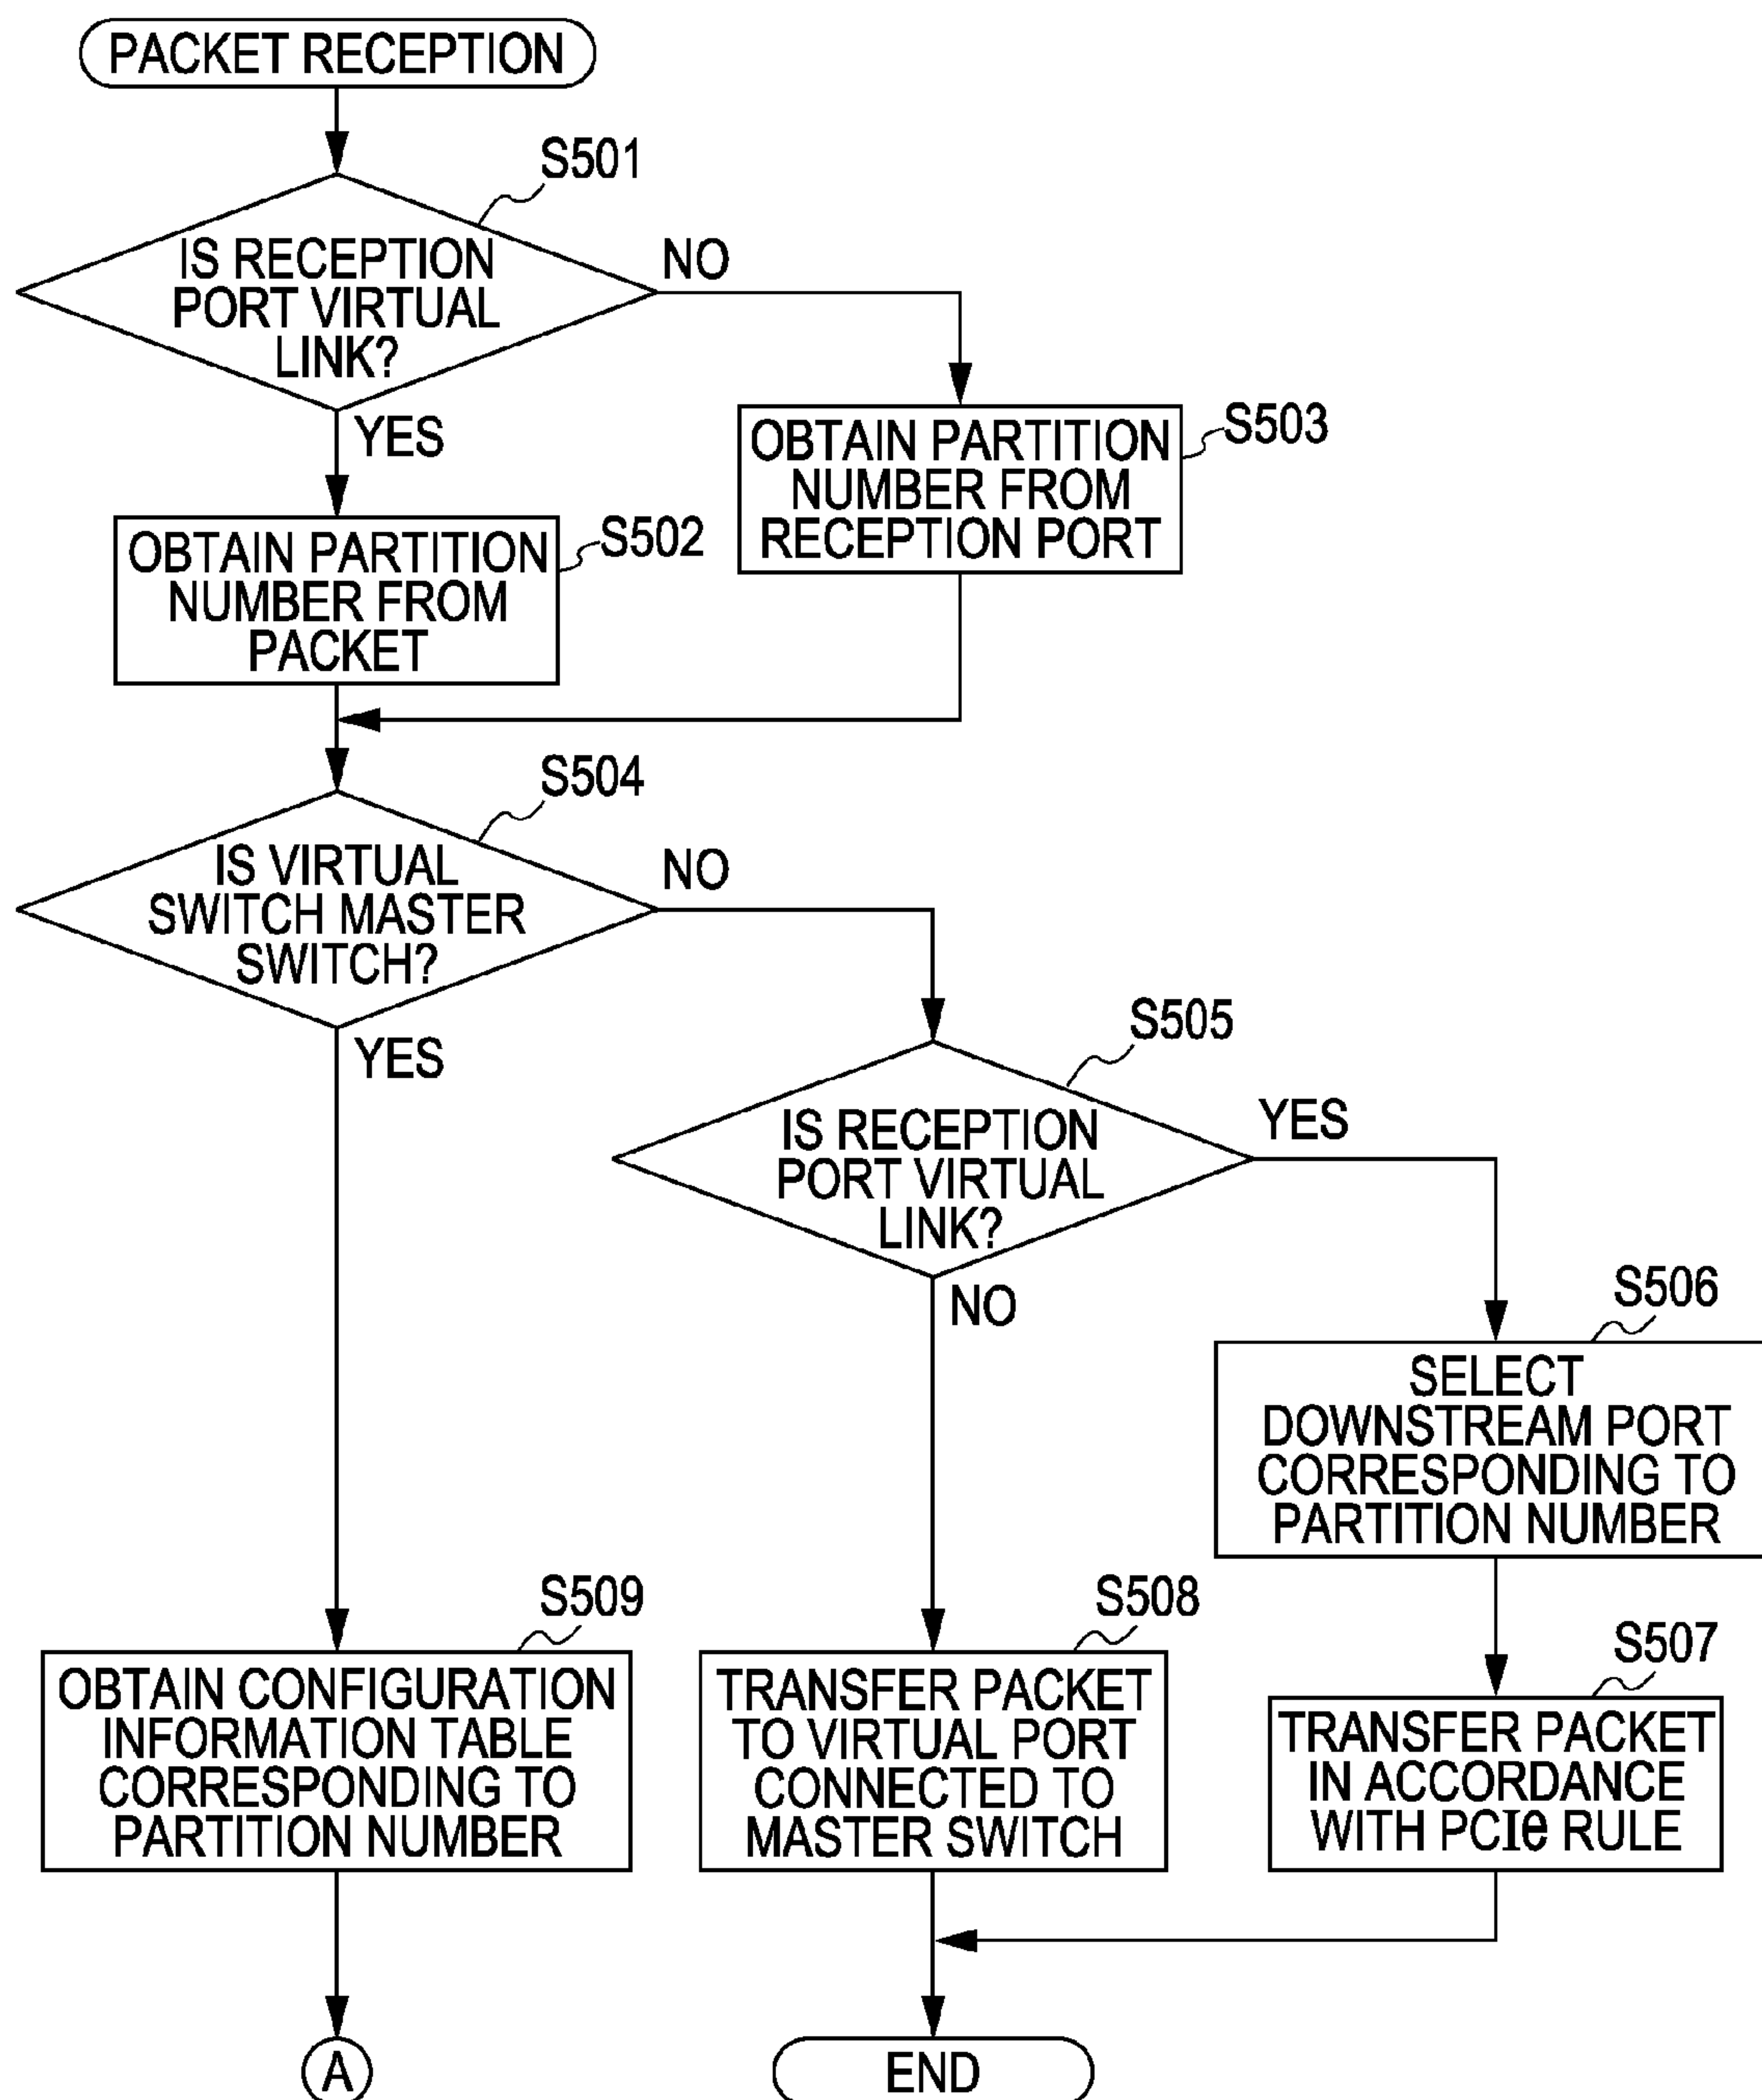 PACKET RECEPTION
S501
IS RECEPTION
PORT VIRTUAL
LINK?
NO
YES
OBTAIN PARTITION
NUMBER FROM
RECEPTION PORT
S503
OBTAIN PARTITION
NUMBER FROM
PACKET
S502
S504
IS VIRTUAL
SWITCH MASTER
SWITCH?
NO
YES
S505
IS RECEPTION
PORT VIRTUAL
LINK?
YES
NO
S506
SELECT
DOWNSTREAM PORT
CORRESPONDING TO
PARTITION NUMBER
S509
OBTAIN CONFIGURATION
INFORMATION TABLE
CORRESPONDING TO
PARTITION NUMBER
S508
TRANSFER PACKET
TO VIRTUAL PORT
CONNECTED TO
MASTER SWITCH
S507
TRANSFER PACKET
IN ACCORDANCE
WITH PCIe RULE
A
END